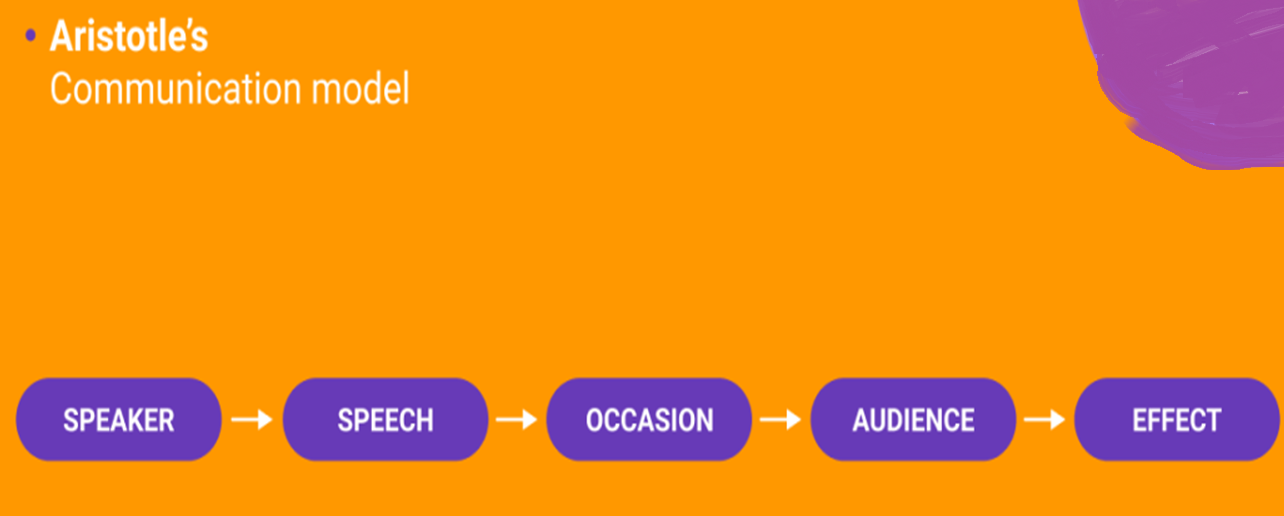 • Aristotle’s
Communication model
SPEAKER → SPEECH → OCCASION → AUDIENCE → EFFECT